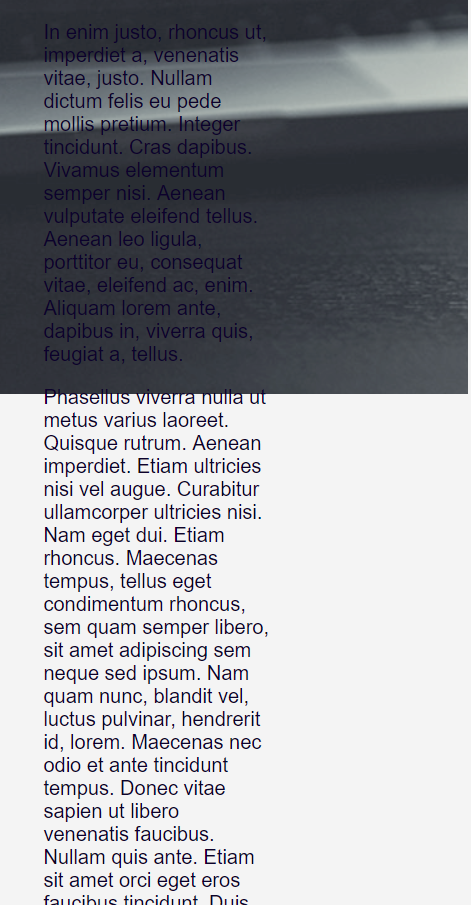 In enim justo, rhoncus ut,
imperdiet a, venenatis
vitae, justo. Nullam
dictum felis eu pede
mollis pretium. Integer
tincidunt. Cras dapibus.
Vivamus elementum
semper nisi. Aenean
vulputate eleifend tellus.
Aenean leo ligula,
porttitor eu, consequat
vitae, eleifend ac, enim.
Aliquam lorem ante,
dapibus in, viverra quis,
feugiat a, tellus.
Phasellus viverra nulla ut
metus varius laoreet.
Quisque rutrum. Aenean
imperdiet. Etiam ultricies
nisi vel augue. Curabitur
ullamcorper ultricies nisi.
Nam eget dui. Etiam
rhoncus. Maecenas
tempus, tellus eget
condimentum rhoncus,
sem quam semper libero,
sit amet adipiscing sem
neque sed ipsum. Nam
quam nunc, blandit vel,
luctus pulvinar, hendrerit
id, lorem. Maecenas nec
odio et ante tincidunt
tempus. Donec vitae
sapien ut libero
venenatis faucibus.
Nullam quis ante. Etiam
sit amet orci eget eros
faucibus tincidunt. Duis